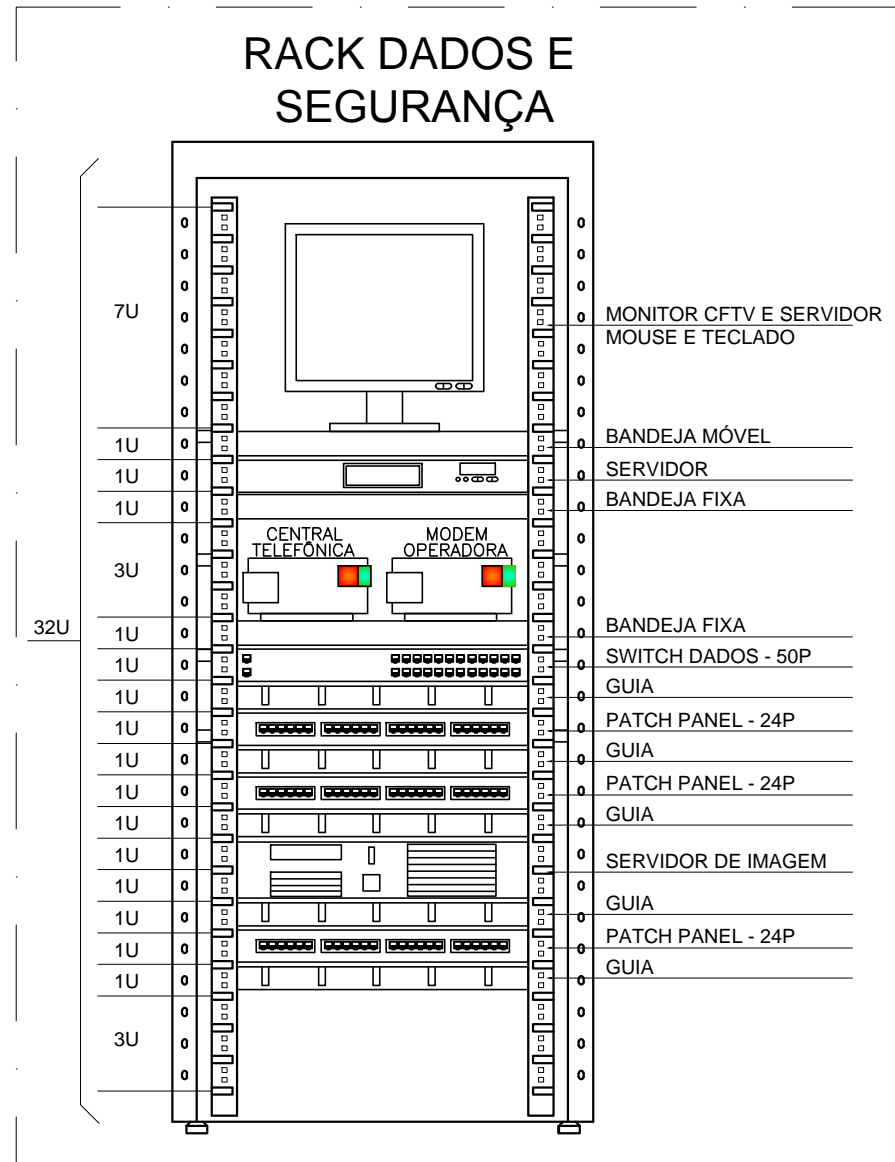 RACK DADOS E
SEGURANÇA
32U
7U
1U
1U
1U
3U
1U
1U
1U
1U
1U
1U
1U
1U
1U
1U
1U
1U
3U
CENTRAL
TELEFÔNICA
MODEM
OPERADORA
MONITOR CFTV E SERVIDOR
MOUSE E TECLADO
BANDEJA MÓVEL
SERVIDOR
BANDEJA FIXA
BANDEJA FIXA
SWITCH DADOS - 50P
GUIA
PATCH PANEL - 24P
GUIA
PATCH PANEL - 24P
GUIA
SERVIDOR DE IMAGEM
GUIA
PATCH PANEL - 24P
GUIA